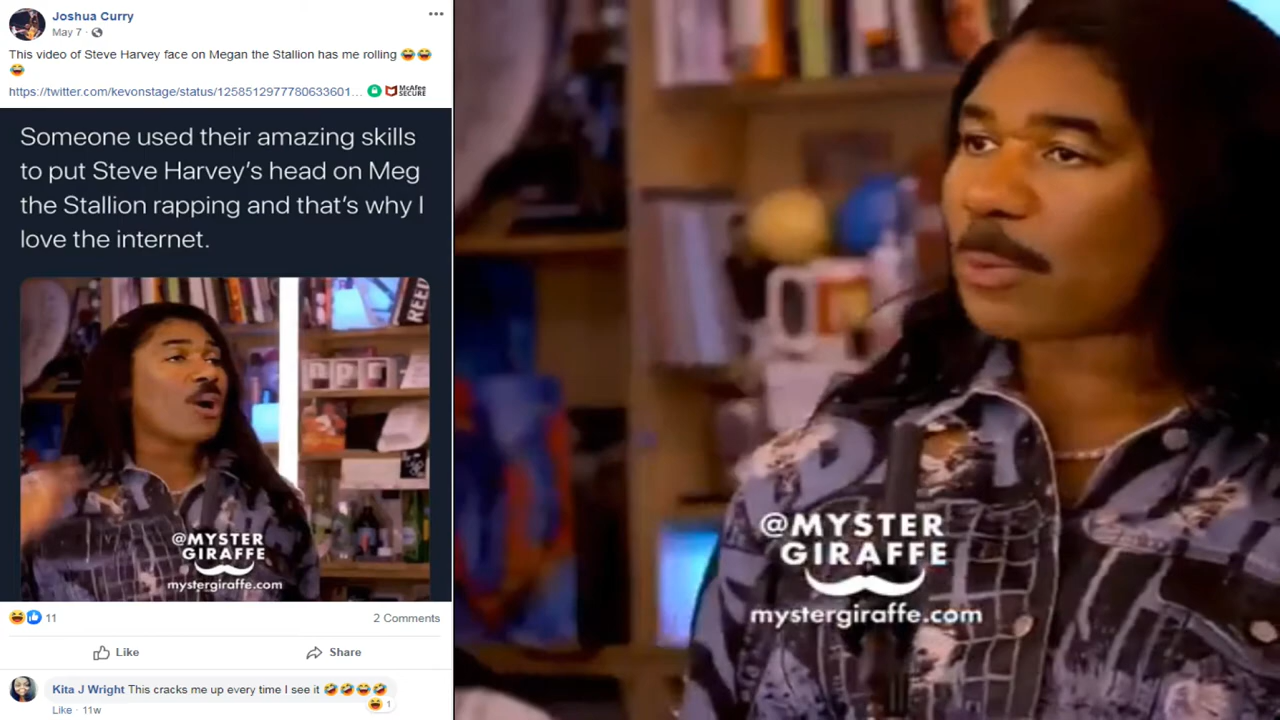 Joshua Curry
May 7 ·
This video of Steve Harvey face on Megan the Stallion has me rolling 😂😂
😂
https://twitter.com/kevonstage/status/1258512977780633601...
McAfee
SECURE
Someone used their amazing skills
to put Steve Harvey's head on Meg
the Stallion rapping and that's why I
love the internet.
REED
@MYSTER
GIRAFFE
mystergiraffe.com
11
2 Comments
Like
Share
Kita J Wright This cracks me up every time I see it 🤣🤣😂🤣
1
Like · 11w
@MYSTER
GIRAFFE
mystergiraffe.com